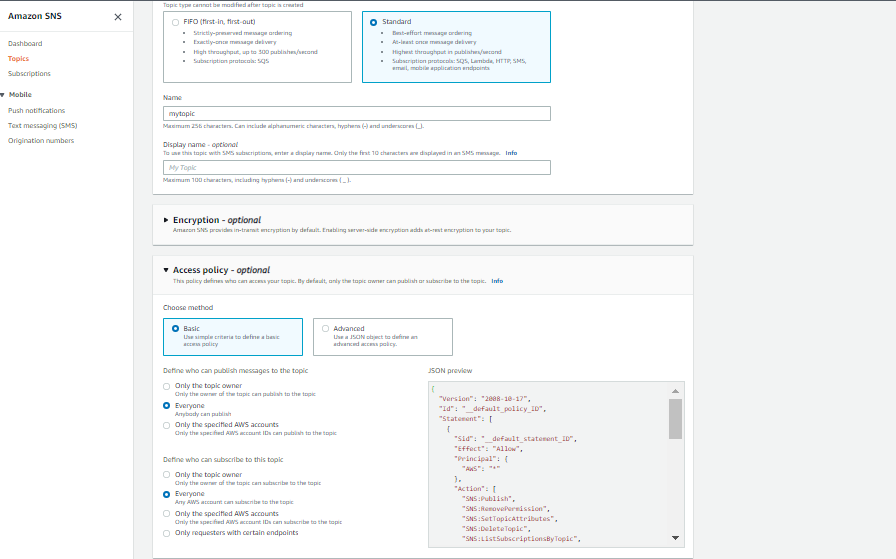 Amazon SNS
Dashboard
Topics
Subscriptions
Mobile
Push notifications
Text messaging (SMS)
Origination numbers
Topic type cannot be modified after topic is created
FIFO (first-in, first-out)
Strictly-preserved message ordering
Exactly-once message delivery
High throughput, up to 300 publishes/second
Subscription protocols: SQS
Standard
Best-effort message ordering
At-least once message delivery
Highest throughput in publishes/second
Subscription protocols: SQS, Lambda, HTTP, SMS,
email, mobile application endpoints
Name
mytopic
Maximum 256 characters. Can include alphanumeric characters, hyphens (-) and underscores (_).
Display name - optional
To use this topic with SMS subscriptions, enter a display name. Only the first 10 characters are displayed in an SMS message. Info
My Topic
Maximum 100 characters, including hyphens (-) and underscores (_).
Encryption - optional
Amazon SNS provides in-transit encryption by default. Enabling server-side encryption adds at-rest encryption to your topic.
Access policy - optional
This policy defines who can access your topic. By default, only the topic owner can publish or subscribe to the topic. Info
Choose method
Basic
Use simple criteria to define a basic
access policy
Advanced
Use a JSON object to define an
advanced access policy.
Define who can publish messages to the topic
Only the topic owner
Only the owner of the topic can publish to the topic
Everyone
Anybody can publish
Only the specified AWS accounts
Only the specified AWS account IDs can publish to the topic
Define who can subscribe to this topic
Only the topic owner
Only the owner of the topic can subscribe to the topic
Everyone
Any AWS account can subscribe to the topic
Only the specified AWS accounts
Only the specified AWS account IDs can subscribe to the topic
Only requesters with certain endpoints
JSON preview
{
"Version": "2008-10-17",
"Id": "__default_policy_ID",
"Statement": [
{
"Sid": "__default_statement_ID",
"Effect": "Allow",
"Principal": {
"AWS": "*"
},
"Action": [
"SNS:Publish",
"SNS:RemovePermission",
"SNS:SetTopicAttributes",
"SNS:DeleteTopic",
"SNS:ListSubscriptionsByTopic",